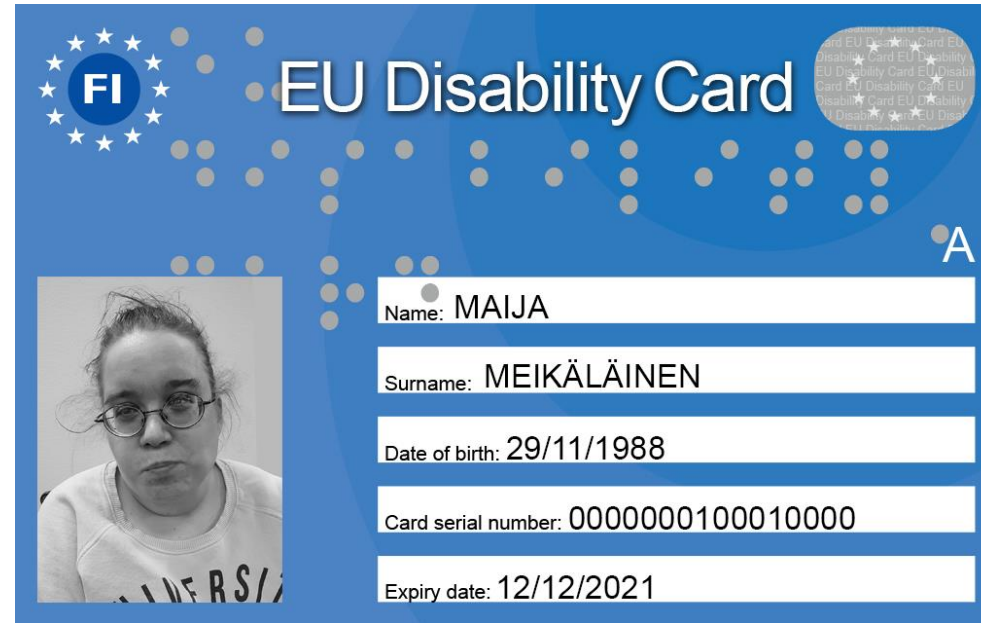 FI
EU Disability Card
A
Name: MAIJA
Surname: MEIKÄLÄINEN
Date of birth: 29/11/1988
Card serial number: 0000000100010000
Expiry date: 12/12/2021